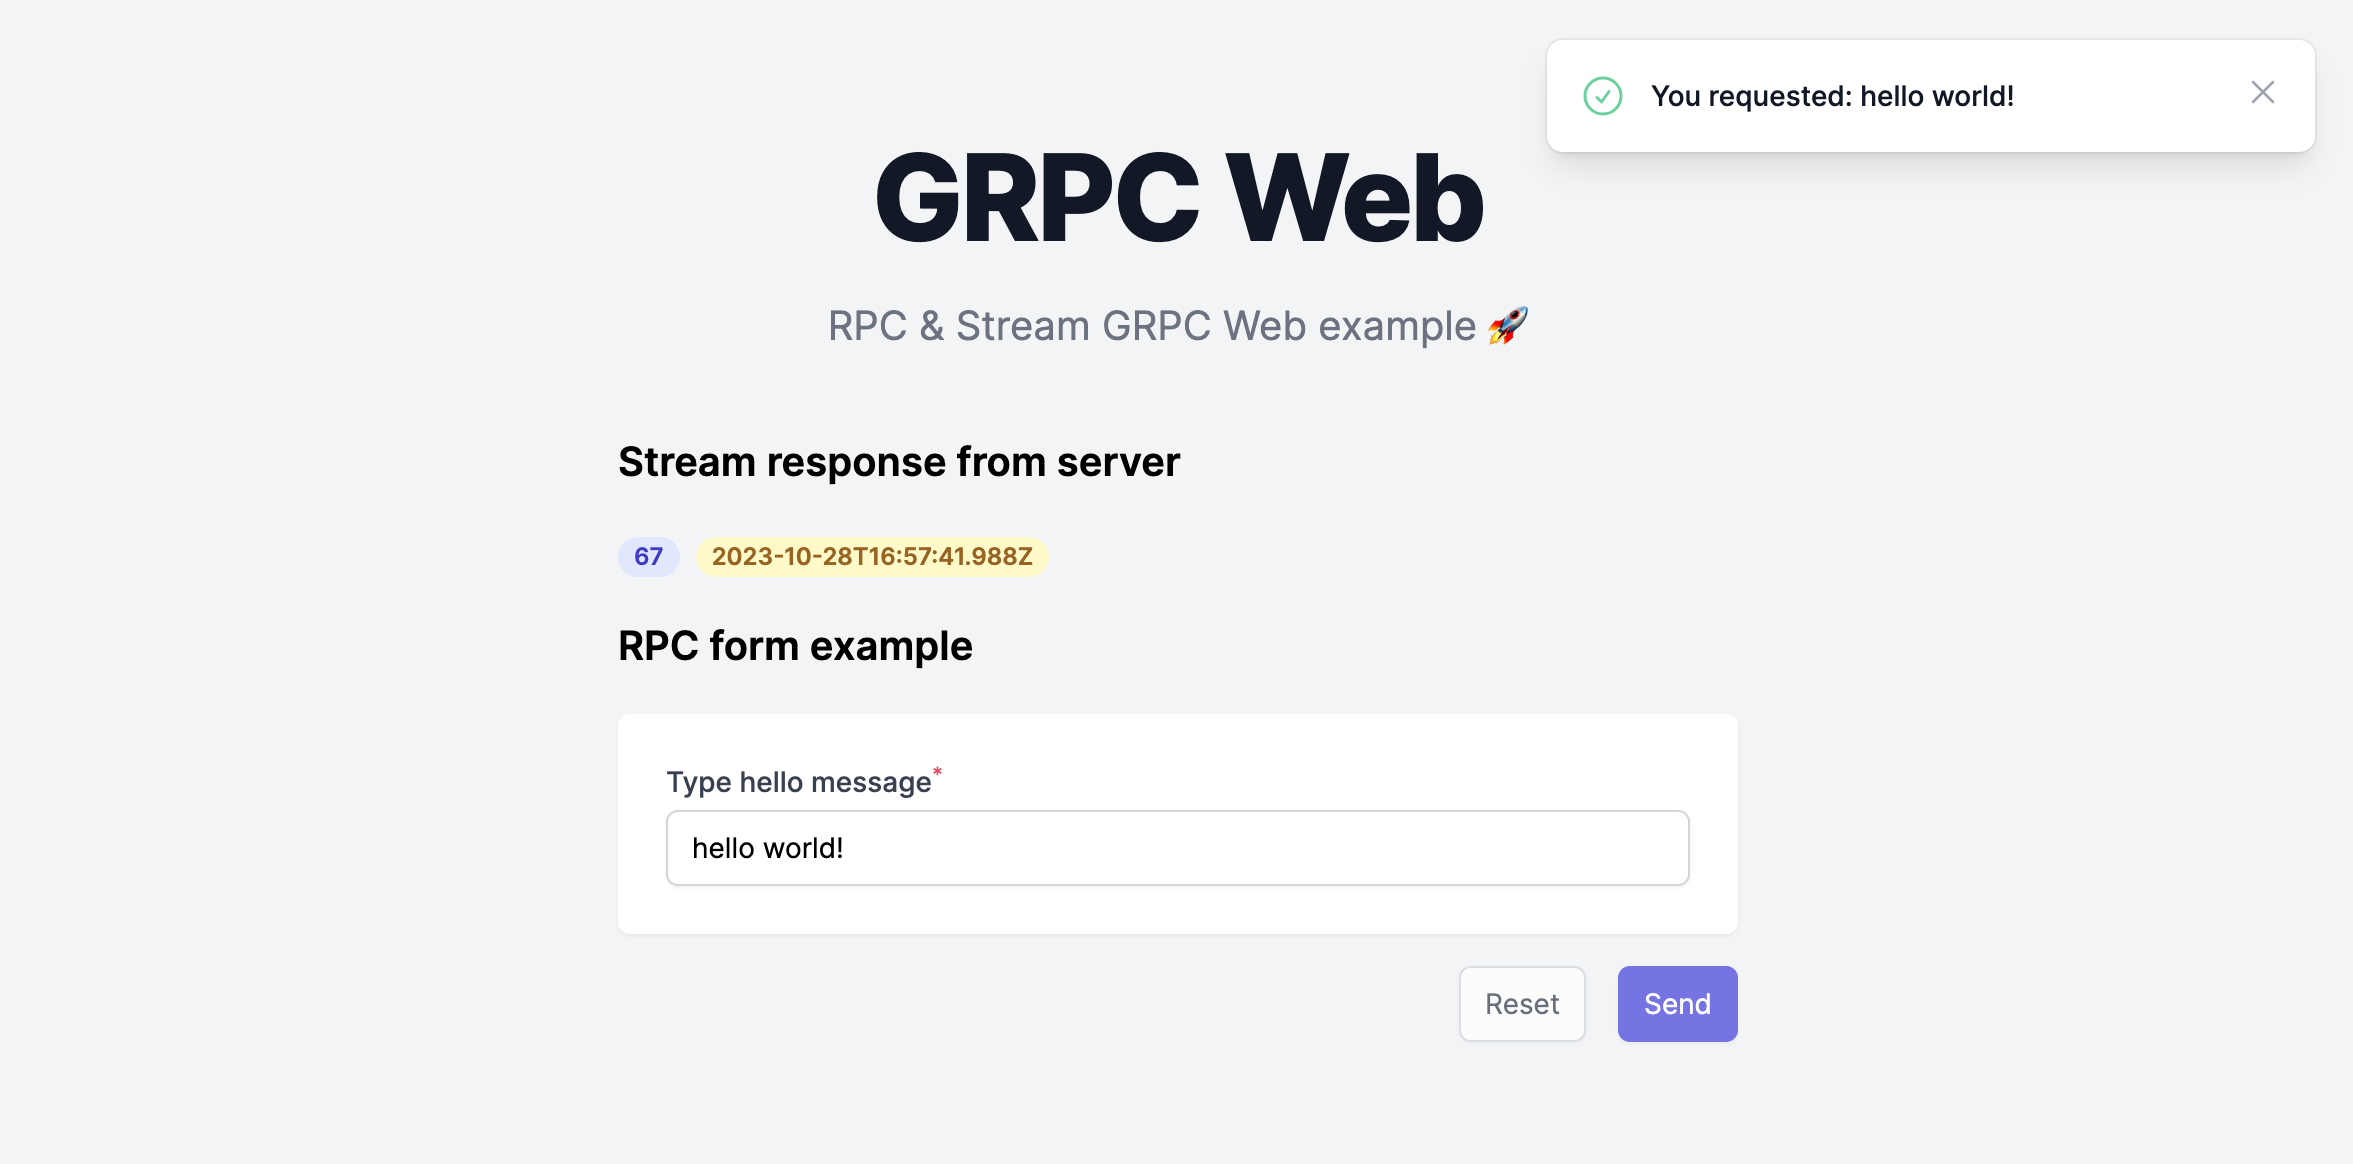 You requested: hello world!
GRPC Web
RPC & Stream GRPC Web example 🚀
Stream response from server
67 2023-10-28T16:57:41.988Z
RPC form example
Type hello message*
hello world!
Reset Send